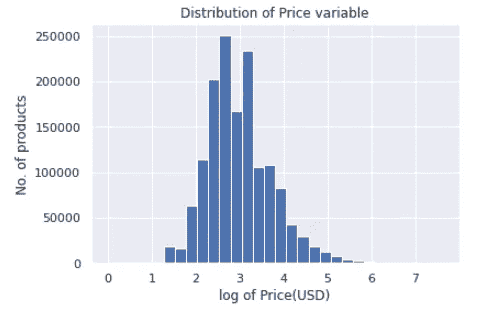 Distribution of Price variable
No. of products
250000
200000
150000
100000
50000
0
0 1 2 3 4 5 6 7
log of Price(USD)